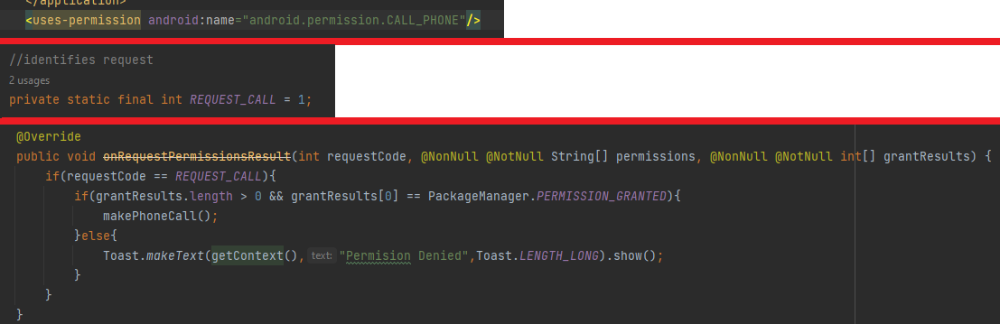 </application>
<uses-permission android:name="android.permission.CALL_PHONE"/>
//identifies request
2 usages
private static final int REQUEST_CALL = 1;
@Override
public void onRequestPermissionsResult(int requestCode, @NonNull @NotNull String[] permissions, @NonNull @NotNull int[] grantResults) {
if(requestCode == REQUEST_CALL){
if(grantResults.length > 0 && grantResults[0] == PackageManager.PERMISSION_GRANTED){
makePhoneCall();
}else{
Toast.makeText(getContext(), text: "Permision Denied",Toast.LENGTH_LONG).show();
}
}
}